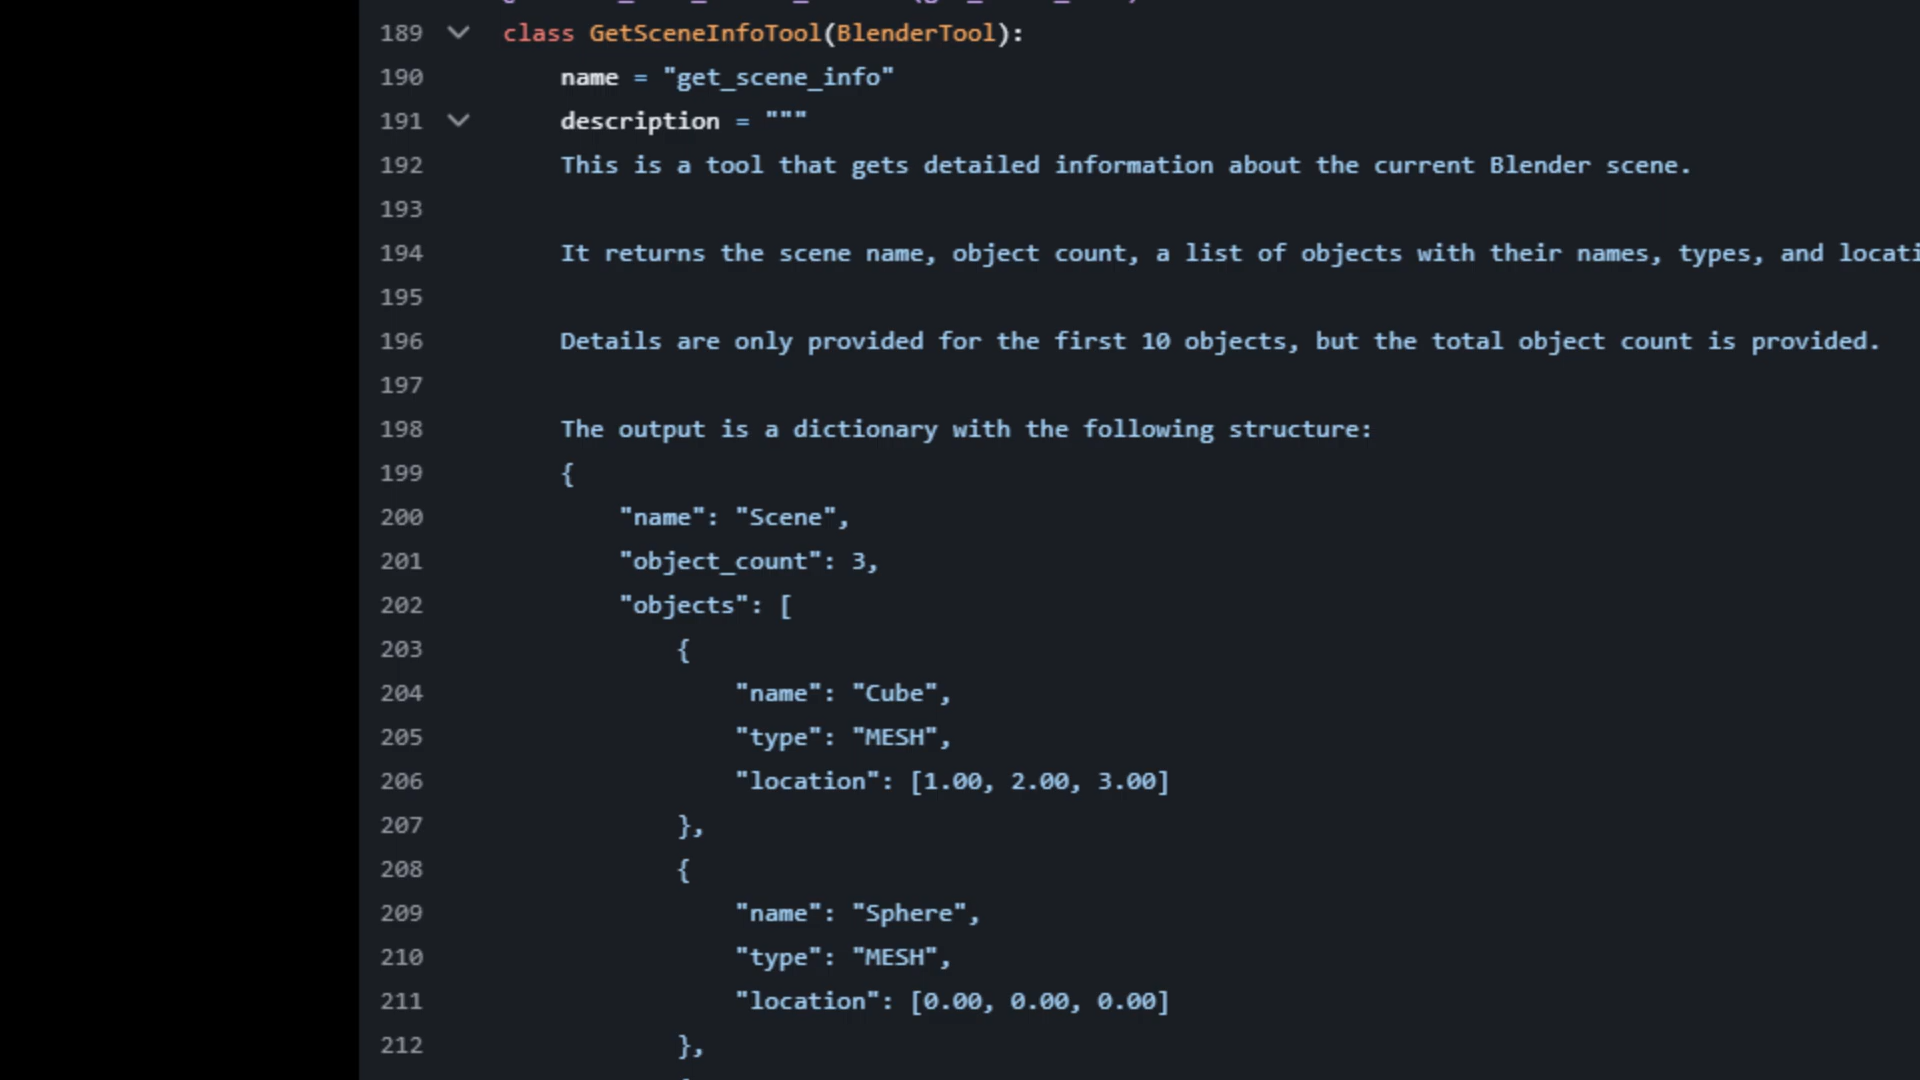 189 class GetSceneInfoTool(BlenderTool):
190 name = "get_scene_info"
191 description = """
192 This is a tool that gets detailed information about the current Blender scene.
193
194 It returns the scene name, object count, a list of objects with their names, types, and
195
196 Details are only provided for the first 10 objects, but the total object count is provided.
197
198 The output is a dictionary with the following structure:
199 {
200 "name": "Scene",
201 "object_count": 3,
202 "objects": [
203 {
204 "name": "Cube",
205 "type": "MESH",
206 "location": [1.00, 2.00, 3.00]
207 },
208 {
209 "name": "Sphere",
210 "type": "MESH",
211 "location": [0.00, 0.00, 0.00]
212 },